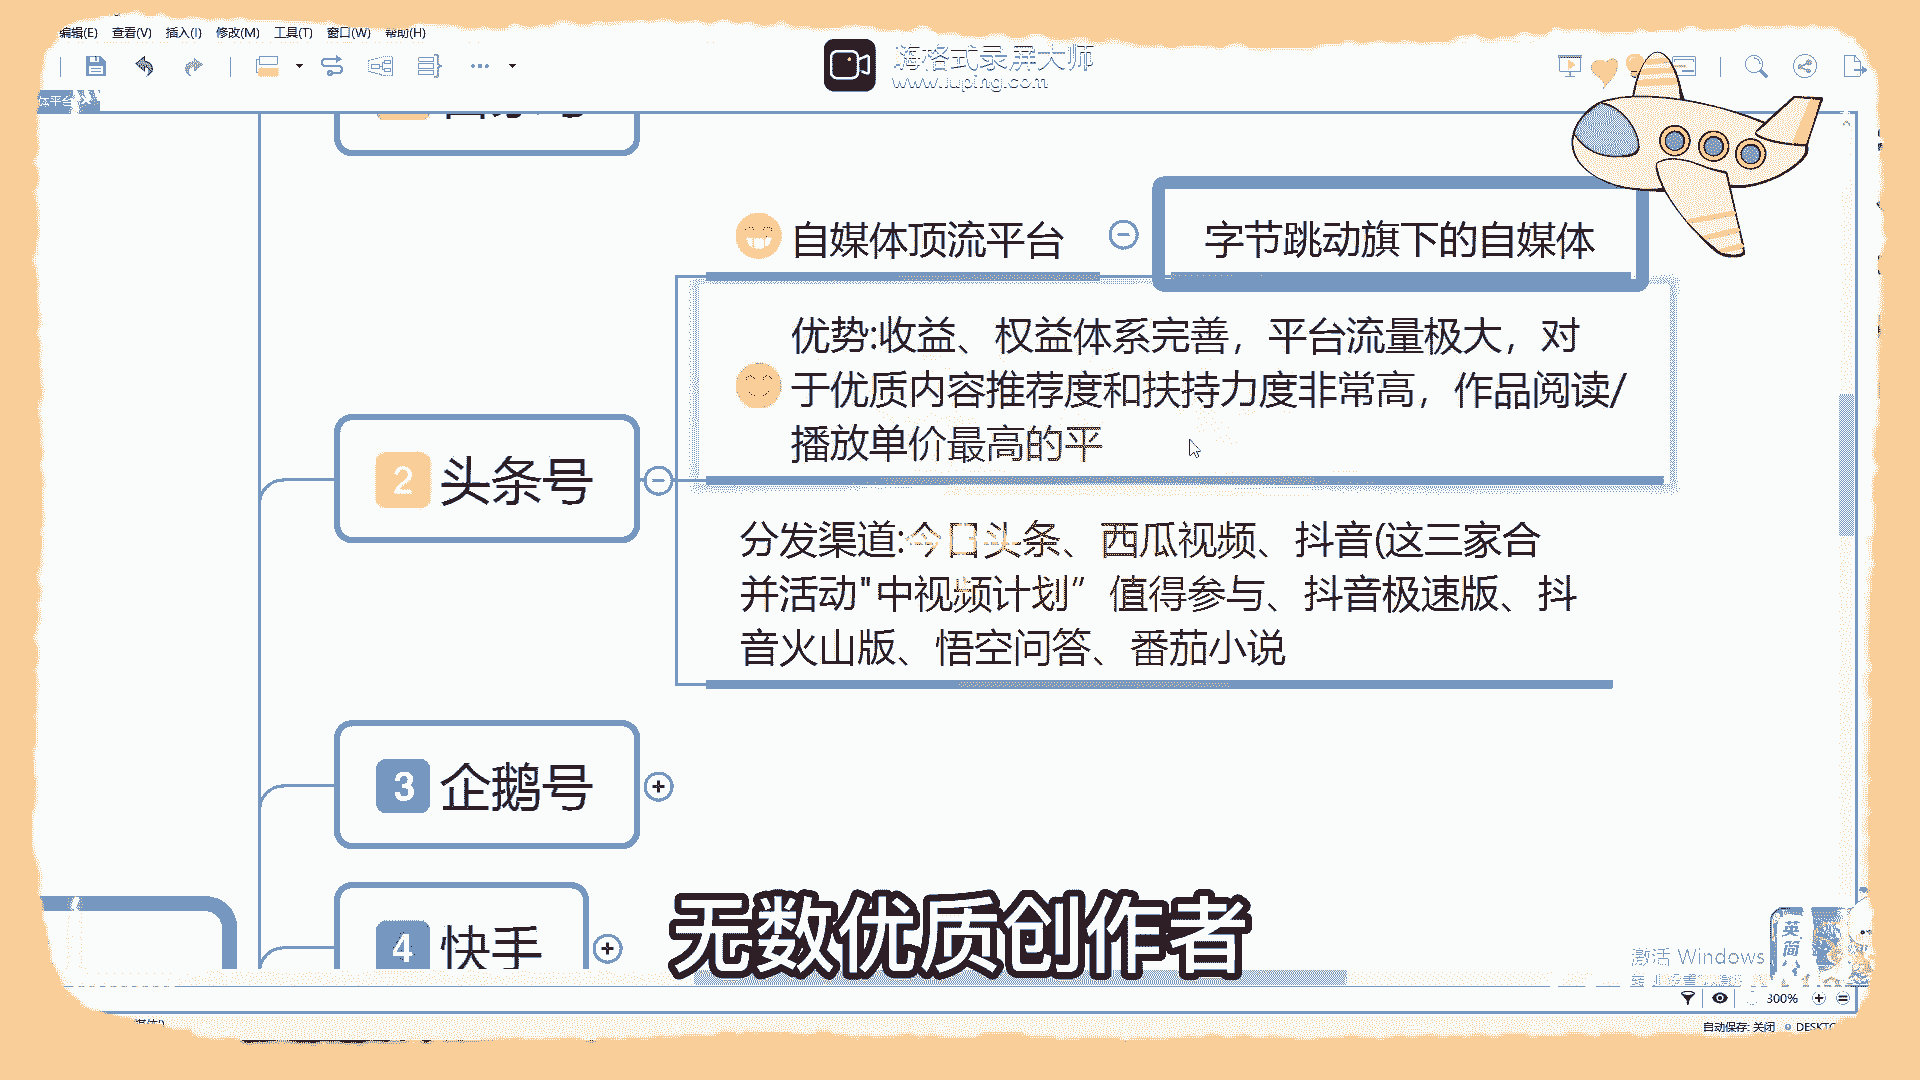 编辑(E) 查看(V) 插入(I) 修改(M) 工具(T) 窗口(W) 帮助(H)
嗨格式录屏大师
www.luping.com
体平台
自媒体顶流平台
字节跳动旗下的自媒体
优势:收益、权益体系完善，平台流量极大，对
于优质内容推荐度和扶持力度非常高，作品阅读/
播放单价最高的平
2 头条号
分发渠道:今日头条、西瓜视频、抖音(这三家合
并活动"中视频计划”值得参与、抖音极速版、抖
音火山版、悟空问答、番茄小说
3 企鹅号
4 快手
无数优质创作者
激活 Windows
英
简
300%
自动保存: 关闭